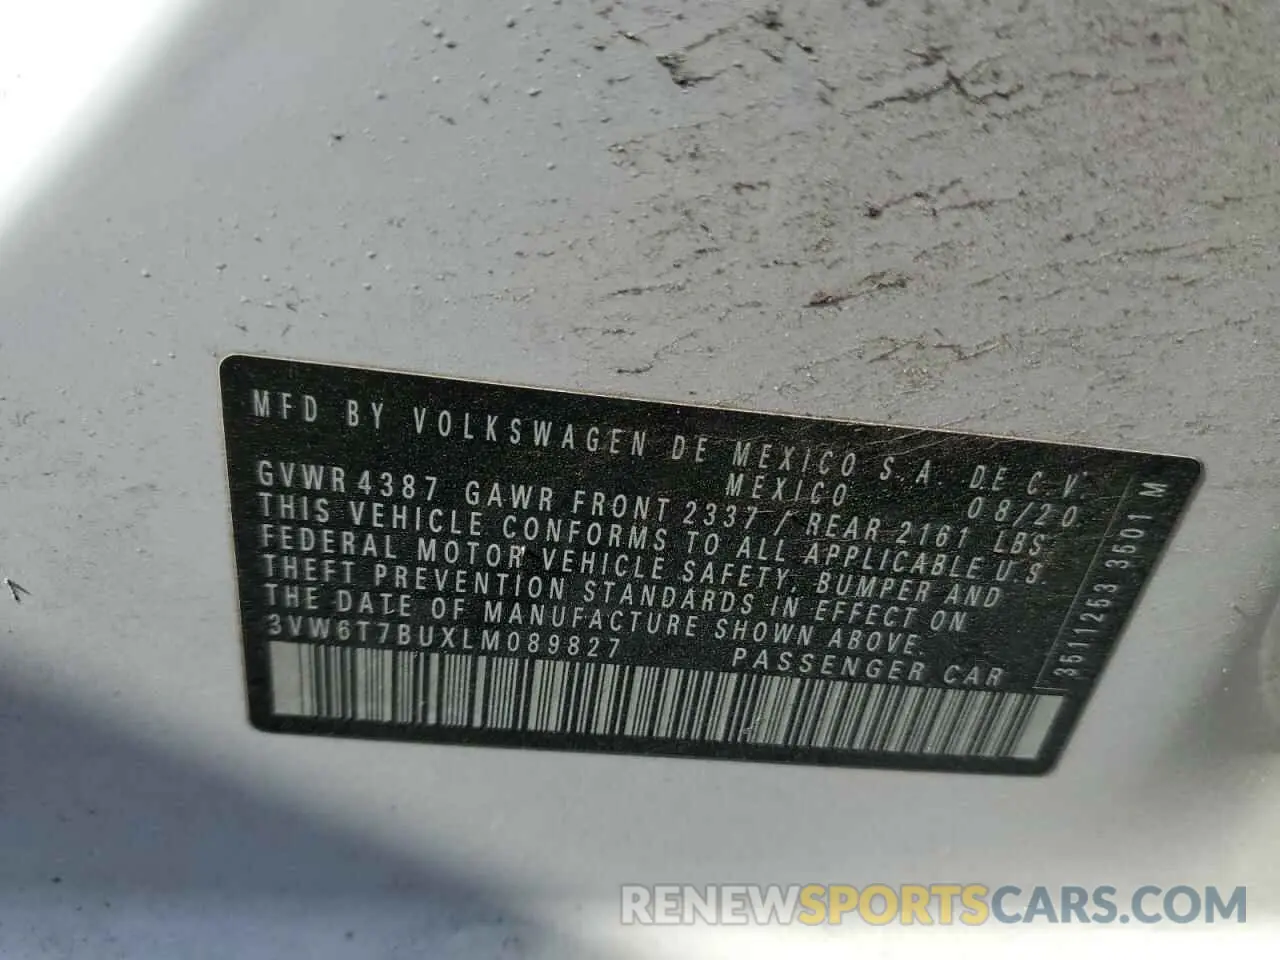 MFD BY VOLKSWAGEN DE MEXICO S.A. DE C.V.
MEXICO 08/20
GVWR 4387 GAWR FRONT 2337 / REAR 2161 LBS
THIS VEHICLE CONFORMS TO ALL APPLICABLE U.S.
FEDERAL MOTOR VEHICLE SAFETY, BUMPER AND
THEFT PREVENTION STANDARDS IN EFFECT ON
THE DATE OF MANUFACTURE SHOWN ABOVE.
3VW6T7BUXLM089827 PASSENGER CAR
3511263 3501 M
RENEWSPORTSCARS.COM